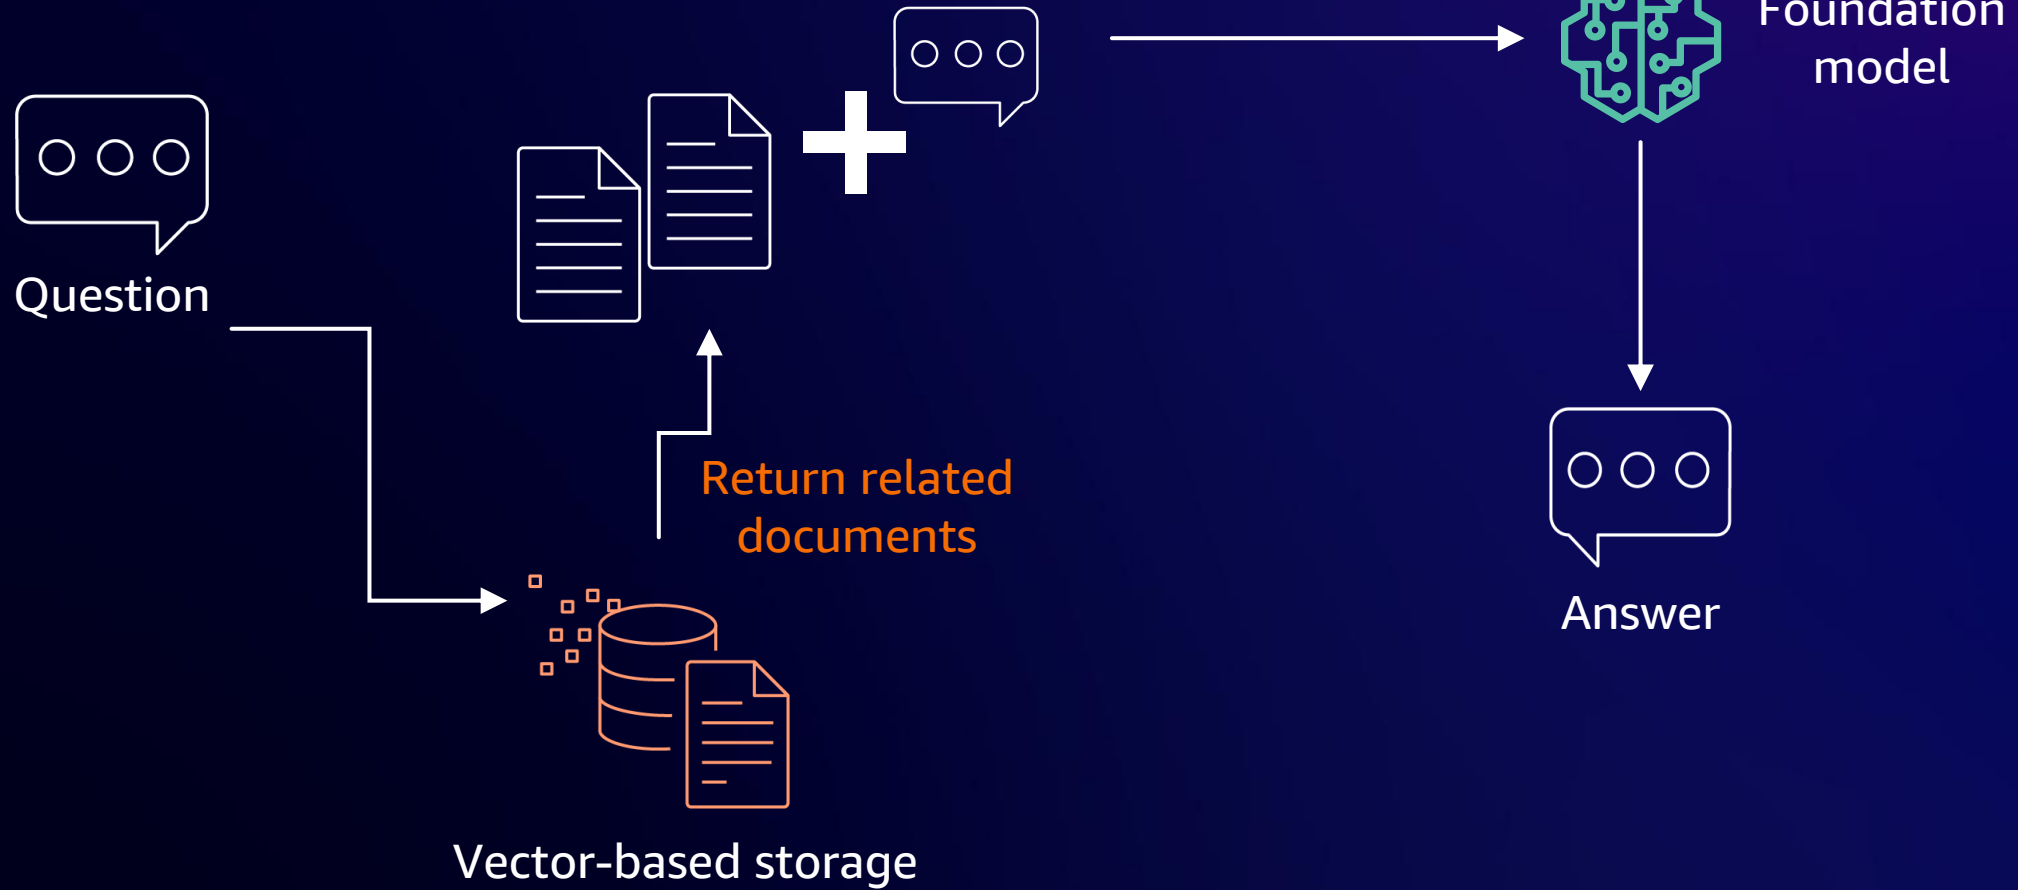 Foundation
model
Question
Return related
documents
Answer
Vector-based storage